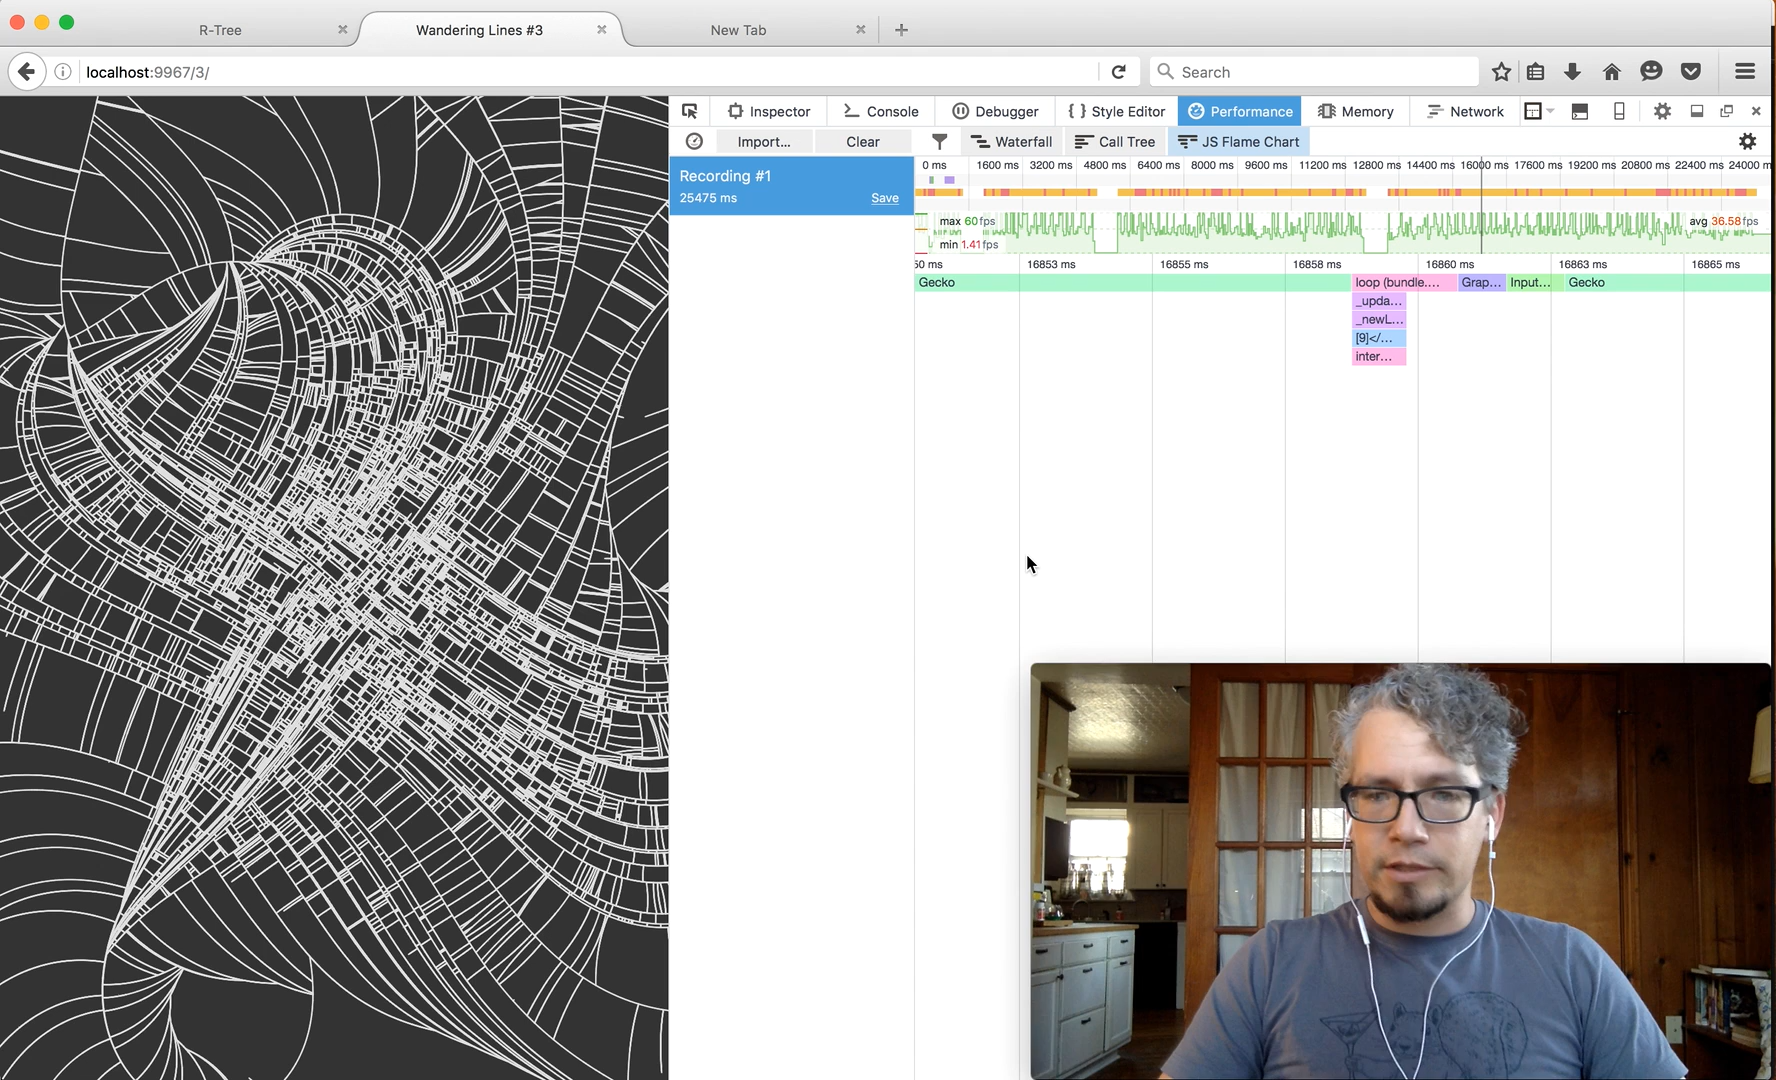 R-Tree
Wandering Lines #3
New Tab
localhost:9967/3/
Search
Inspector
Console
Debugger
Style Editor
Performance
Memory
Network
Import...
Clear
Waterfall
Call Tree
JS Flame Chart
Recording #1
25475 ms
Save
0 ms 1600 ms 3200 ms 4800 ms 6400 ms 8000 ms 9600 ms 11200 ms 12800 ms 14400 ms 16000 ms 17600 ms 19200 ms 20800 ms 22400 ms 24000 m
max 60 fps
avg 36.58 fps
min 1.41 fps
50 ms 16853 ms 16855 ms 16858 ms 16860 ms 16863 ms 16865 ms
Gecko loop (bundle.... Grap... Input... Gecko
_upda...
_newL...
[9]</...
inter...